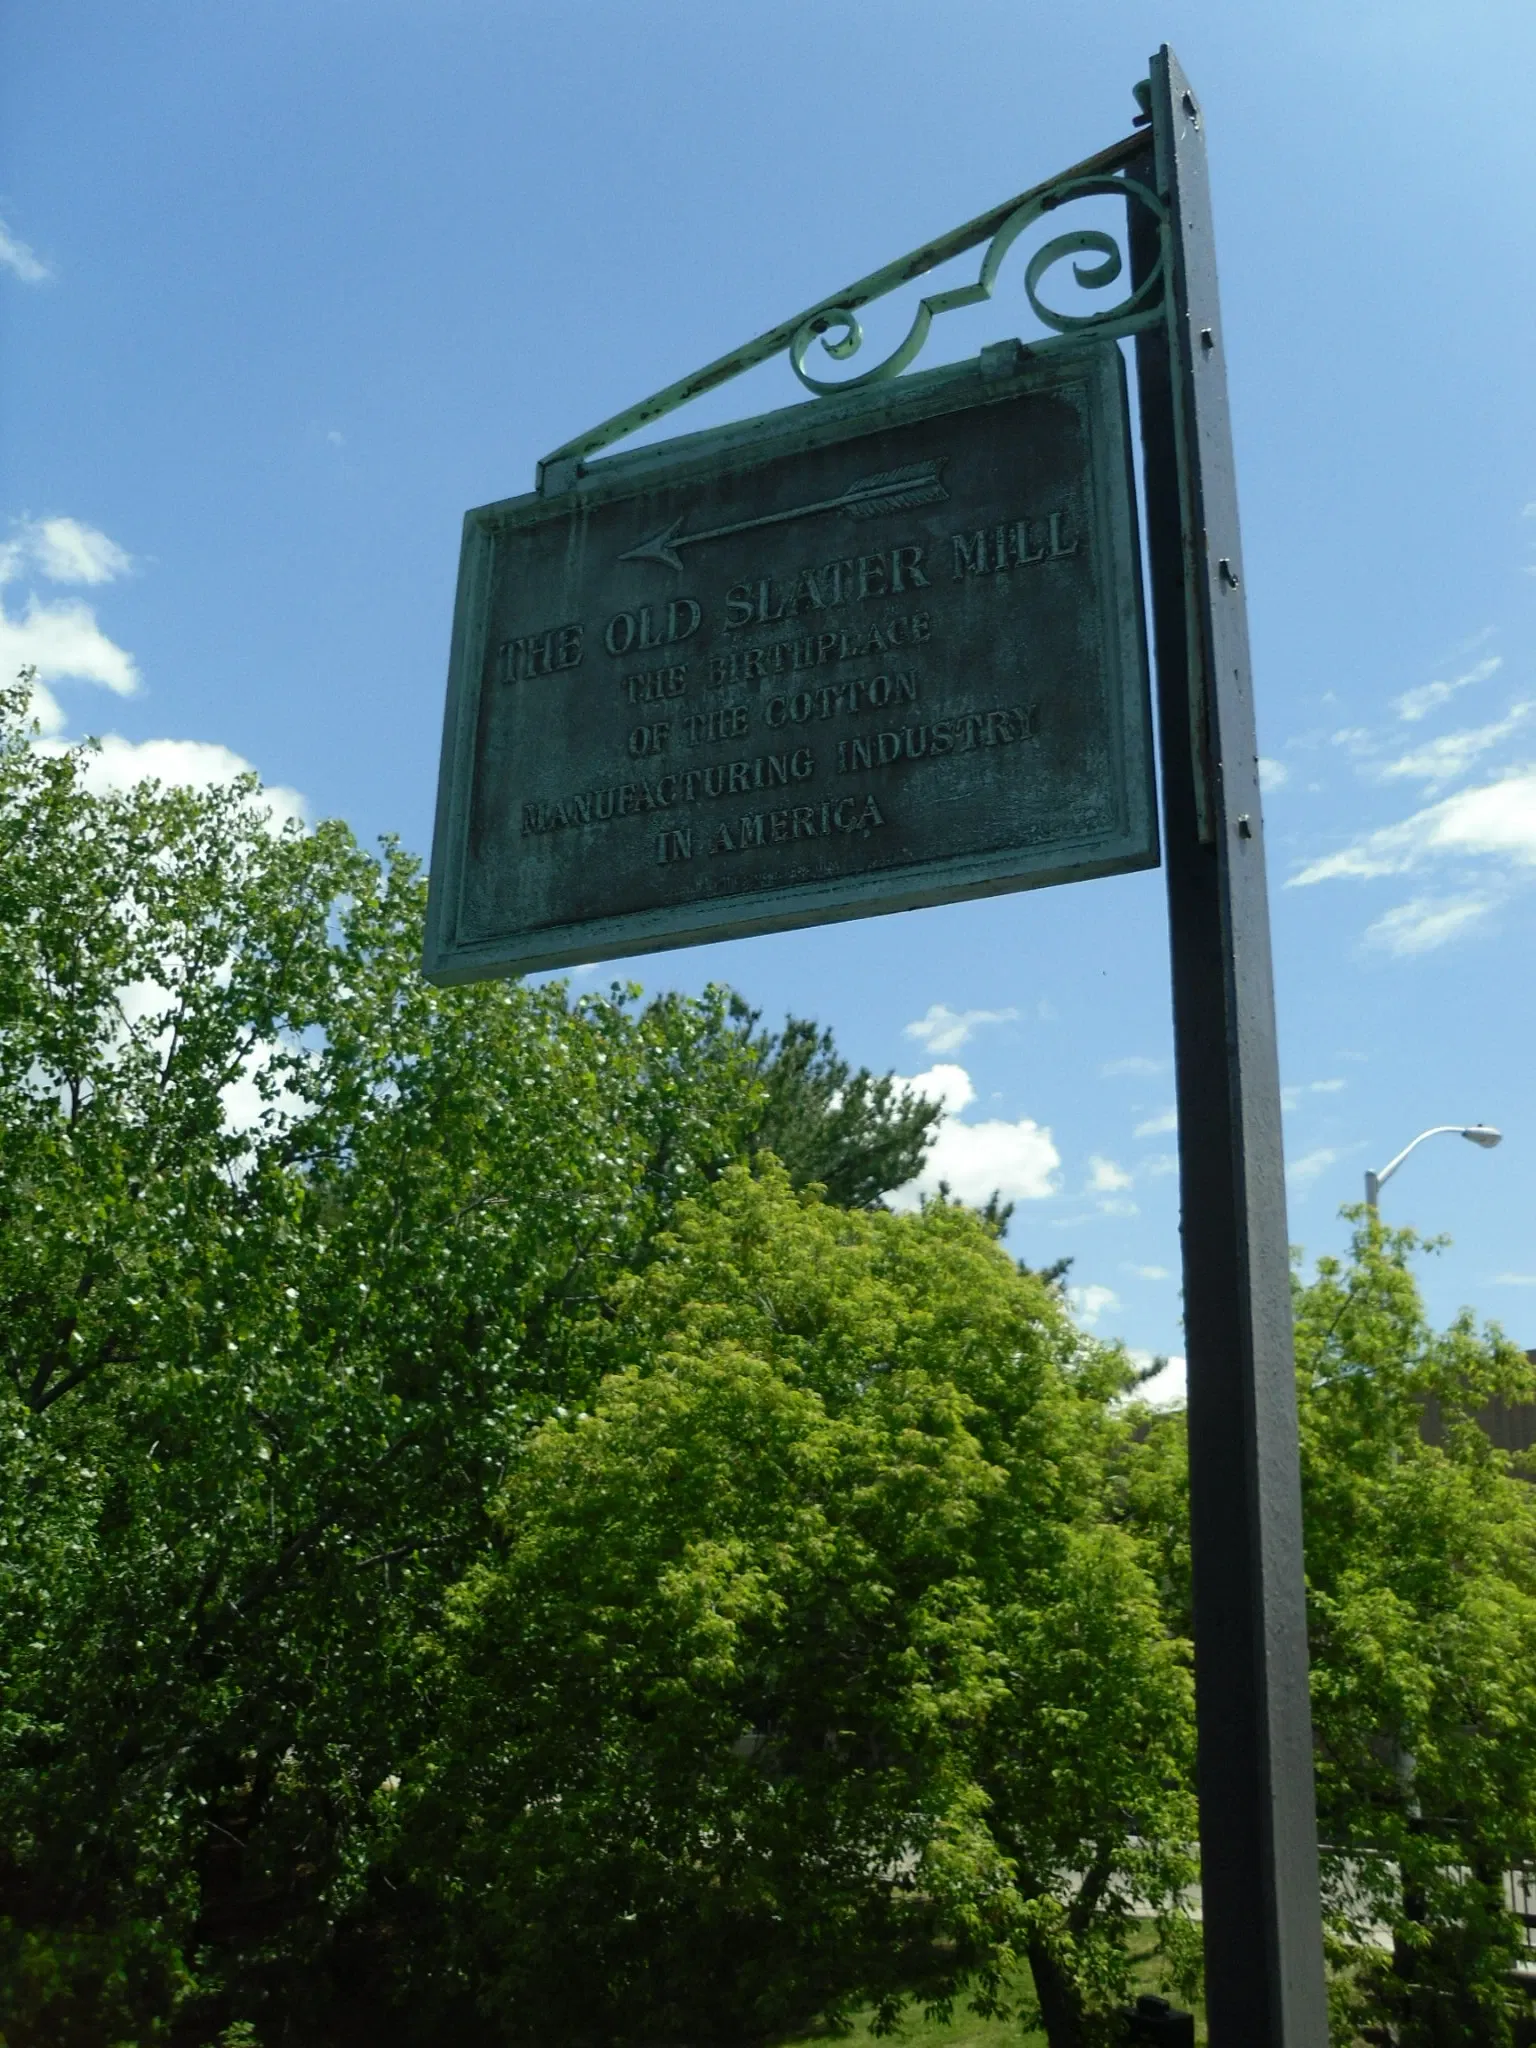 THE OLD SLATER MILL
THE BIRTHPLACE
OF THE COTTON
MANUFACTURING INDUSTRY
IN AMERICA